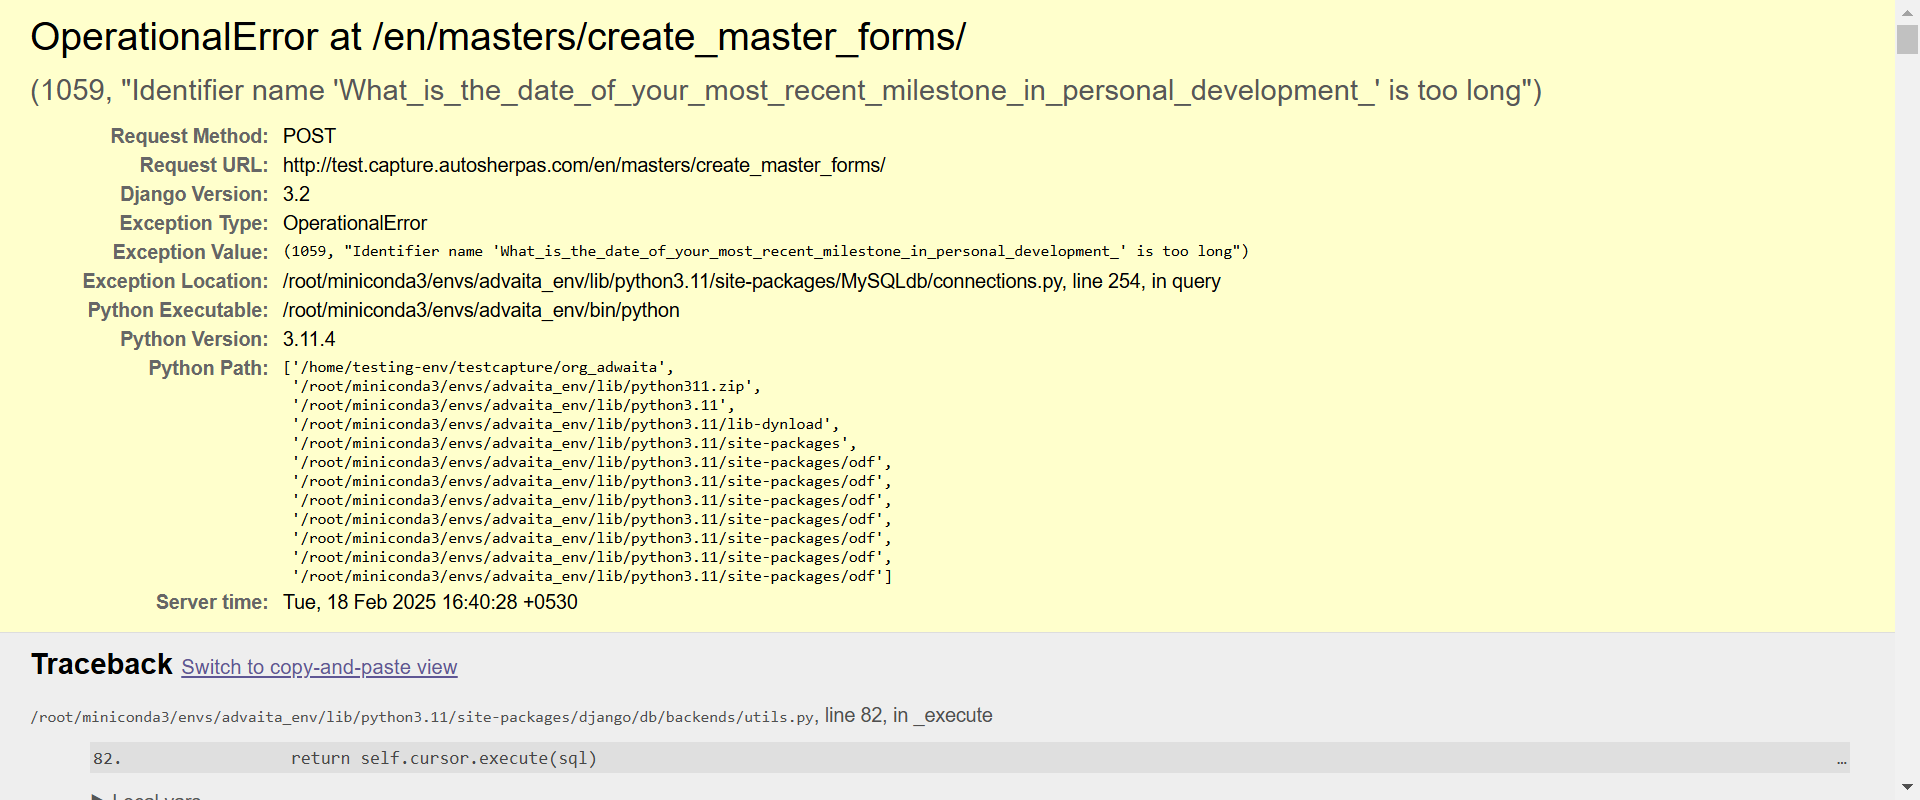 OperationalError at /en/masters/create_master_forms/
(1059, "Identifier name 'What_is_the_date_of_your_most_recent_milestone_in_personal_development_' is too long")
Request Method: POST
Request URL: http://test.capture.autosherpas.com/en/masters/create_master_forms/
Django Version: 3.2
Exception Type: OperationalError
Exception Value: (1059, "Identifier name 'What_is_the_date_of_your_most_recent_milestone_in_personal_development_' is too long")
Exception Location: /root/miniconda3/envs/advaita_env/lib/python3.11/site-packages/MySQLdb/connections.py, line 254, in query
Python Executable: /root/miniconda3/envs/advaita_env/bin/python
Python Version: 3.11.4
Python Path: ['/home/testing-env/testcapture/org_adwaita',
'/root/miniconda3/envs/advaita_env/lib/python311.zip',
'/root/miniconda3/envs/advaita_env/lib/python3.11',
'/root/miniconda3/envs/advaita_env/lib/python3.11/lib-dynload',
'/root/miniconda3/envs/advaita_env/lib/python3.11/site-packages',
'/root/miniconda3/envs/advaita_env/lib/python3.11/site-packages/odf',
'/root/miniconda3/envs/advaita_env/lib/python3.11/site-packages/odf',
'/root/miniconda3/envs/advaita_env/lib/python3.11/site-packages/odf',
'/root/miniconda3/envs/advaita_env/lib/python3.11/site-packages/odf',
'/root/miniconda3/envs/advaita_env/lib/python3.11/site-packages/odf',
'/root/miniconda3/envs/advaita_env/lib/python3.11/site-packages/odf',
'/root/miniconda3/envs/advaita_env/lib/python3.11/site-packages/odf']
Server time: Tue, 18 Feb 2025 16:40:28 +0530
Traceback Switch to copy-and-paste view
/root/miniconda3/envs/advaita_env/lib/python3.11/site-packages/django/db/backends/utils.py, line 82, in _execute
82. return self.cursor.execute(sql) …
▶ Local vars